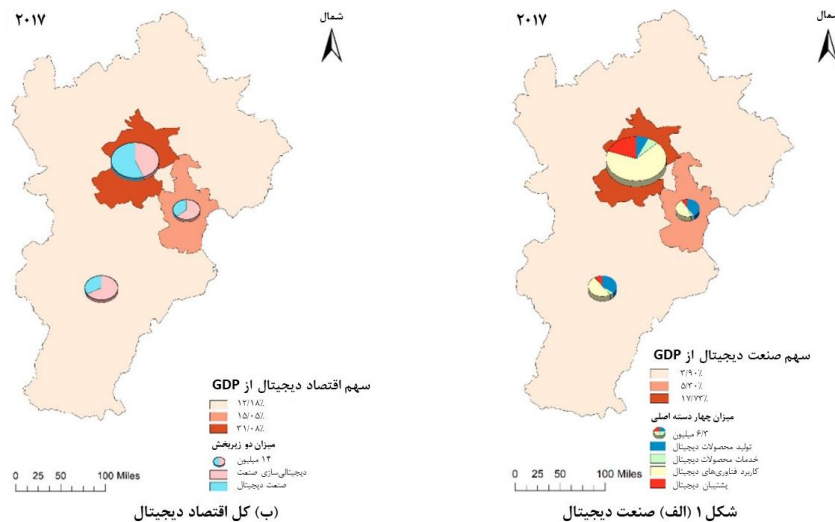 ۲۰۱۷
شمال
سهم صنعت دیجیتال از GDP
۳/۹۰٪
۵/۳۰٪
۱۷/۷۳٪
میزان چهار دسته اصلی
۶/۳ میلیون
تولید محصولات دیجیتال
خدمات محصولات دیجیتال
کاربرد فناوری‌های دیجیتال
پشتیبان دیجیتال
0 25 50 100 Miles
شکل ۱ (الف) صنعت دیجیتال
۲۰۱۷
شمال
سهم اقتصاد دیجیتال از GDP
۱۲/۱۸٪
۱۵/۰۵٪
۳۱/۰۸٪
میزان دو زیربخش
۱۴ میلیون
دیجیتالی‌سازی صنعت
صنعت دیجیتال
0 25 50 100 Miles
(ب) کل اقتصاد دیجیتال